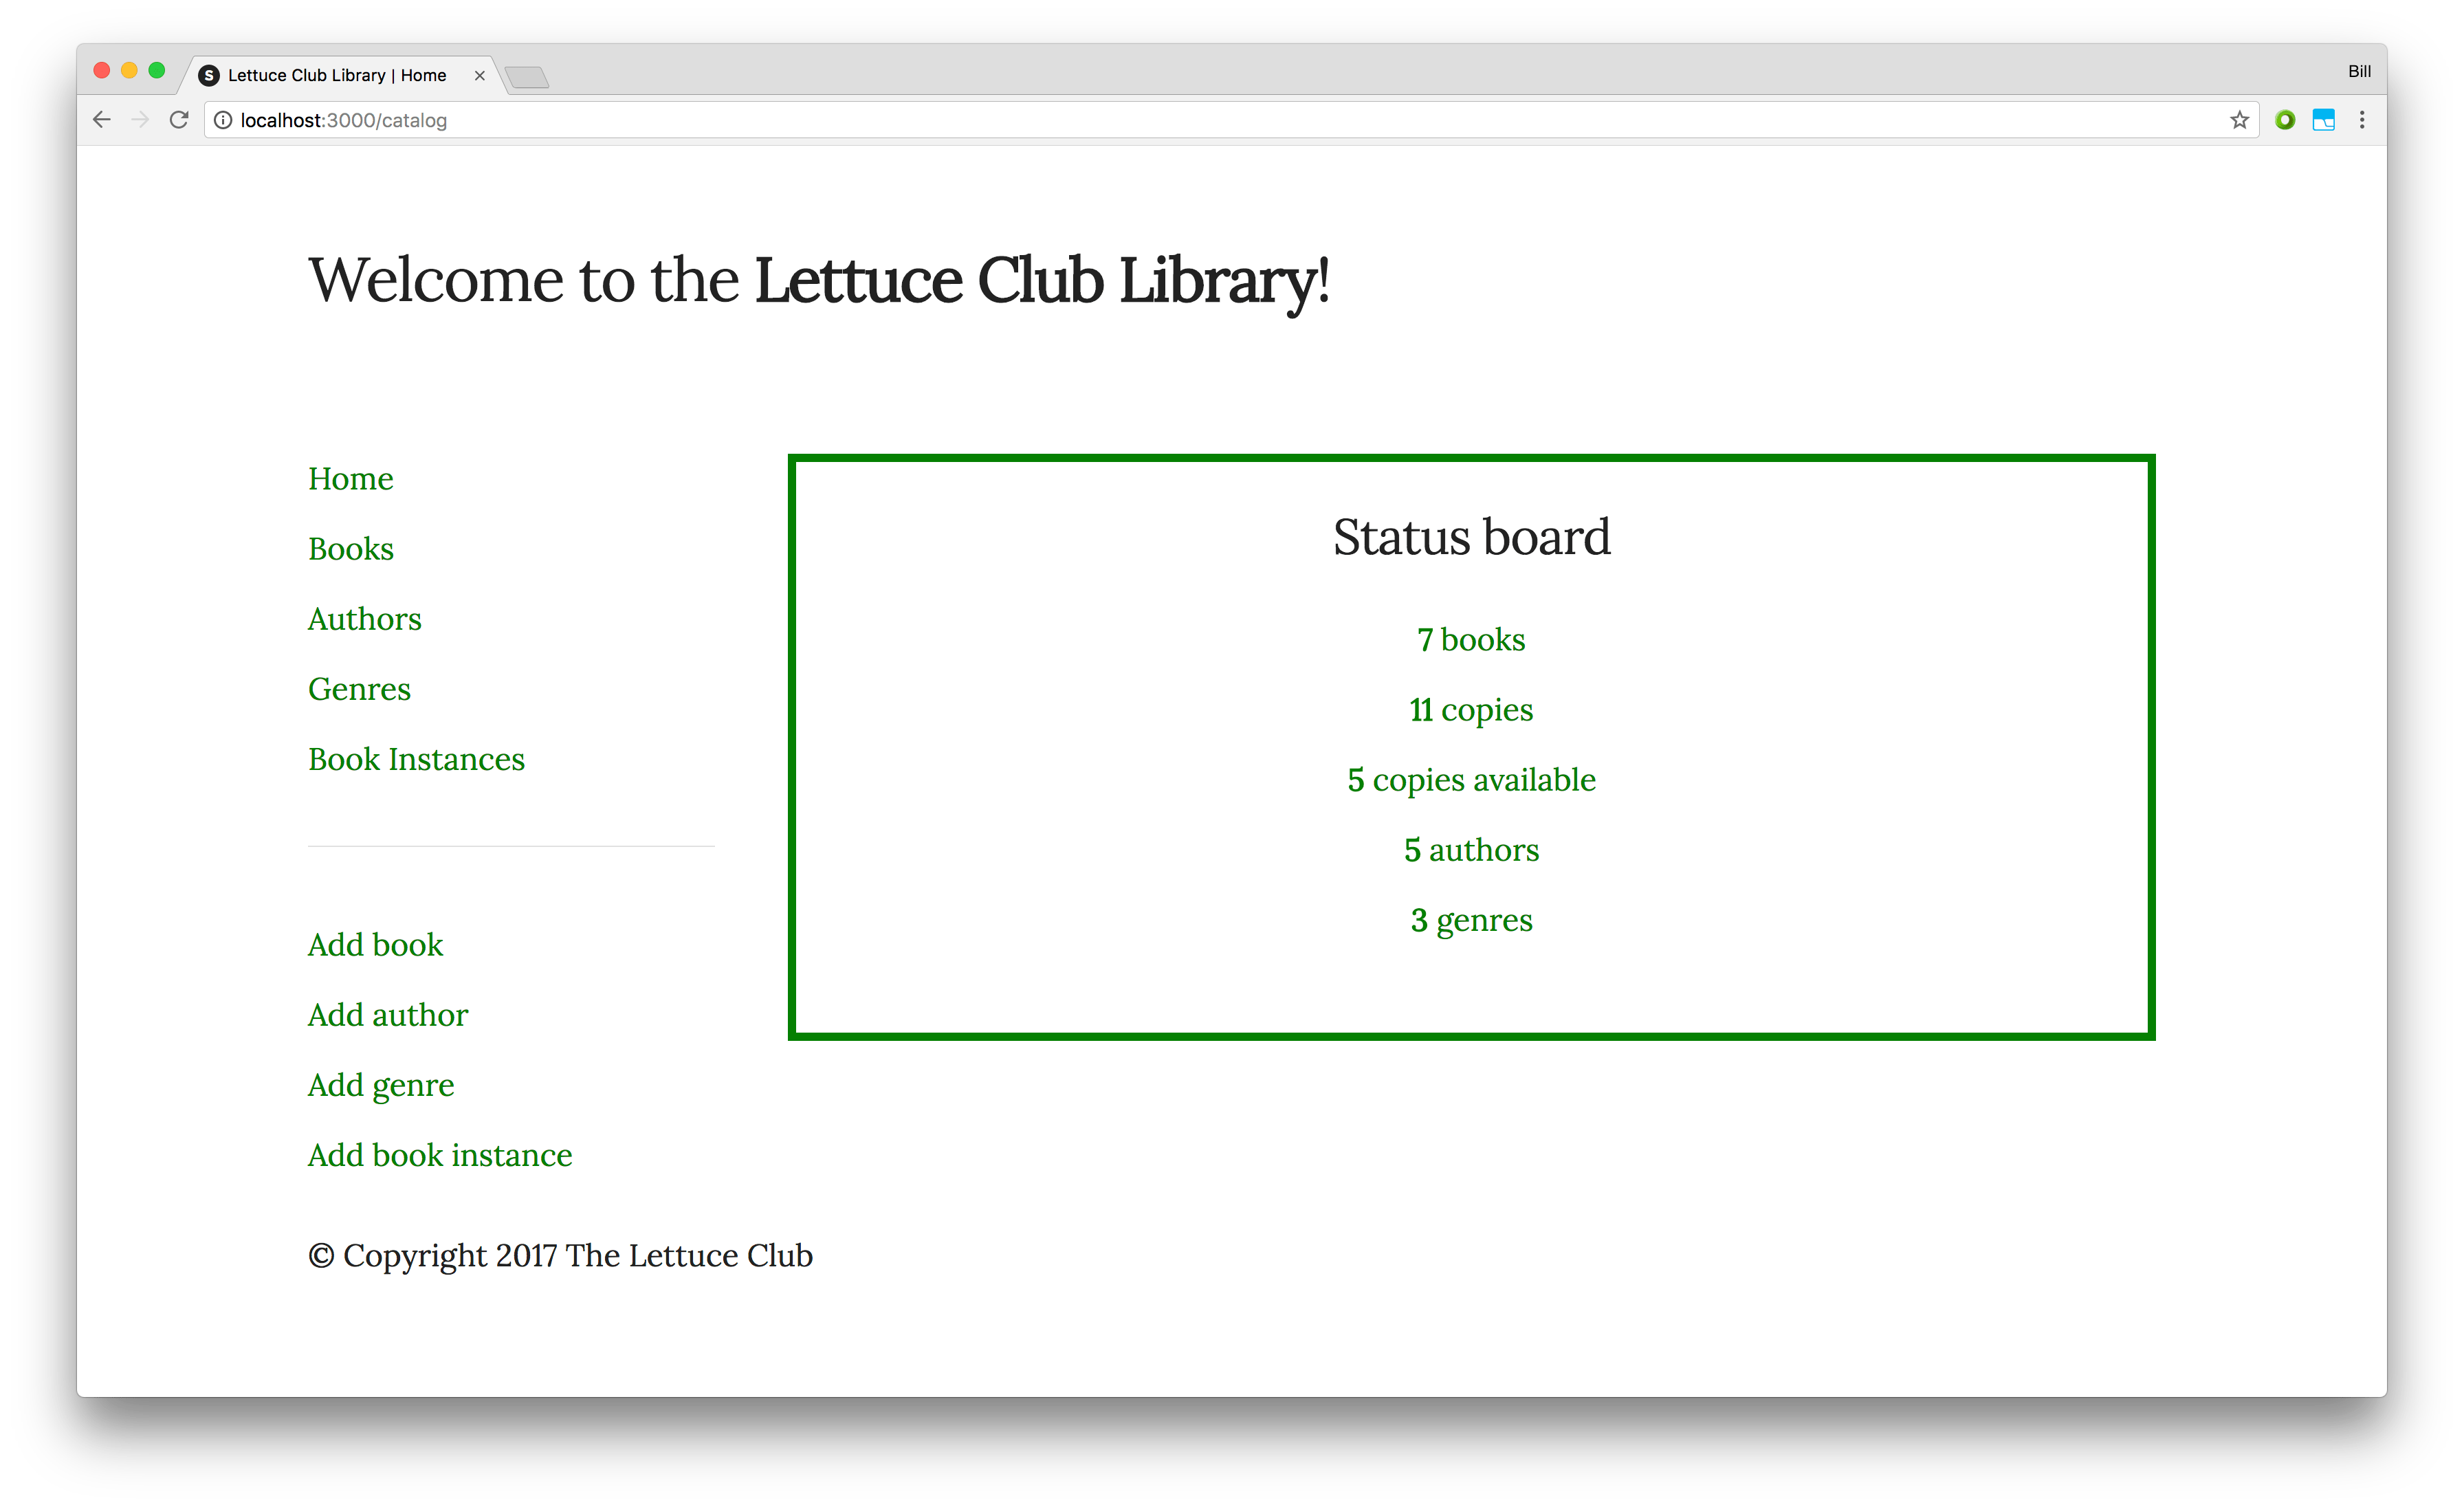 S Lettuce Club Library | Home
Bill
localhost:3000/catalog
Welcome to the Lettuce Club Library!
Home
Books
Authors
Genres
Book Instances
Add book
Add author
Add genre
Add book instance
Status board
7 books
11 copies
5 copies available
5 authors
3 genres
© Copyright 2017 The Lettuce Club